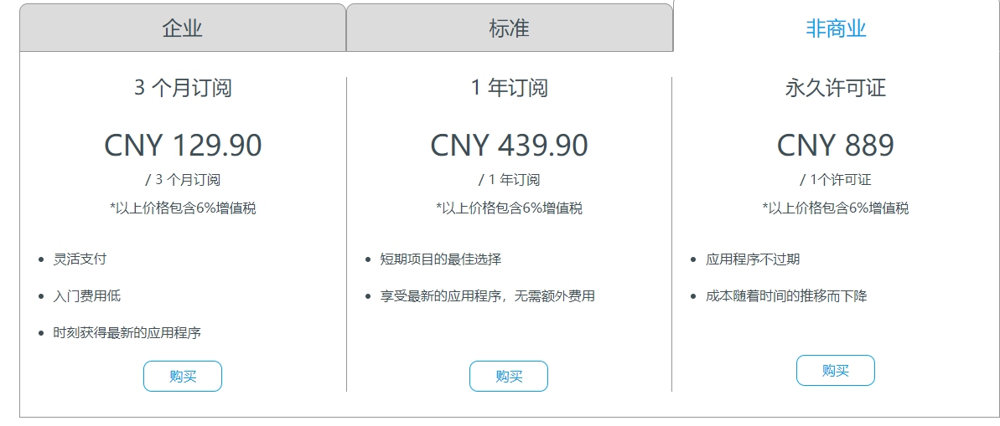 企业
标准
非商业
3 个月订阅
CNY 129.90
/ 3 个月订阅
*以上价格包含6%增值税
灵活支付
入门费用低
时刻获得最新的应用程序
购买
1 年订阅
CNY 439.90
/ 1 年订阅
*以上价格包含6%增值税
短期项目的最佳选择
享受最新的应用程序，无需额外费用
购买
永久许可证
CNY 889
/ 1个许可证
*以上价格包含6%增值税
应用程序不过期
成本随着时间的推移而下降
购买